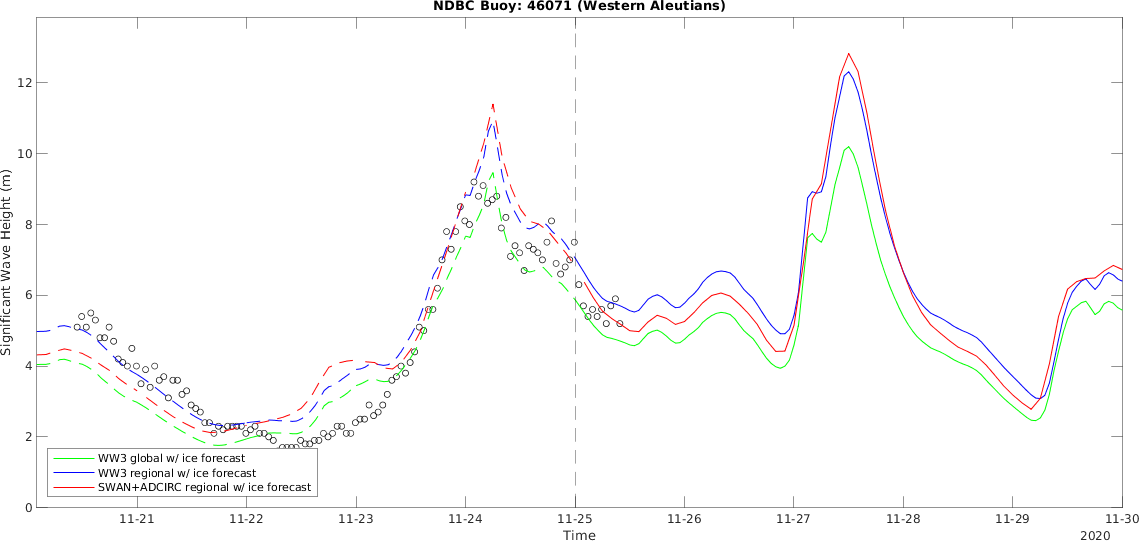 NDBC Buoy: 46071 (Western Aleutians)
Significant Wave Height (m)
12
10
8
6
4
2
0
WW3 global w/ ice forecast
WW3 regional w/ ice forecast
SWAN+ADCIRC regional w/ ice forecast
11-21 11-22 11-23 11-24 11-25 11-26 11-27 11-28 11-29 11-30
Time
2020